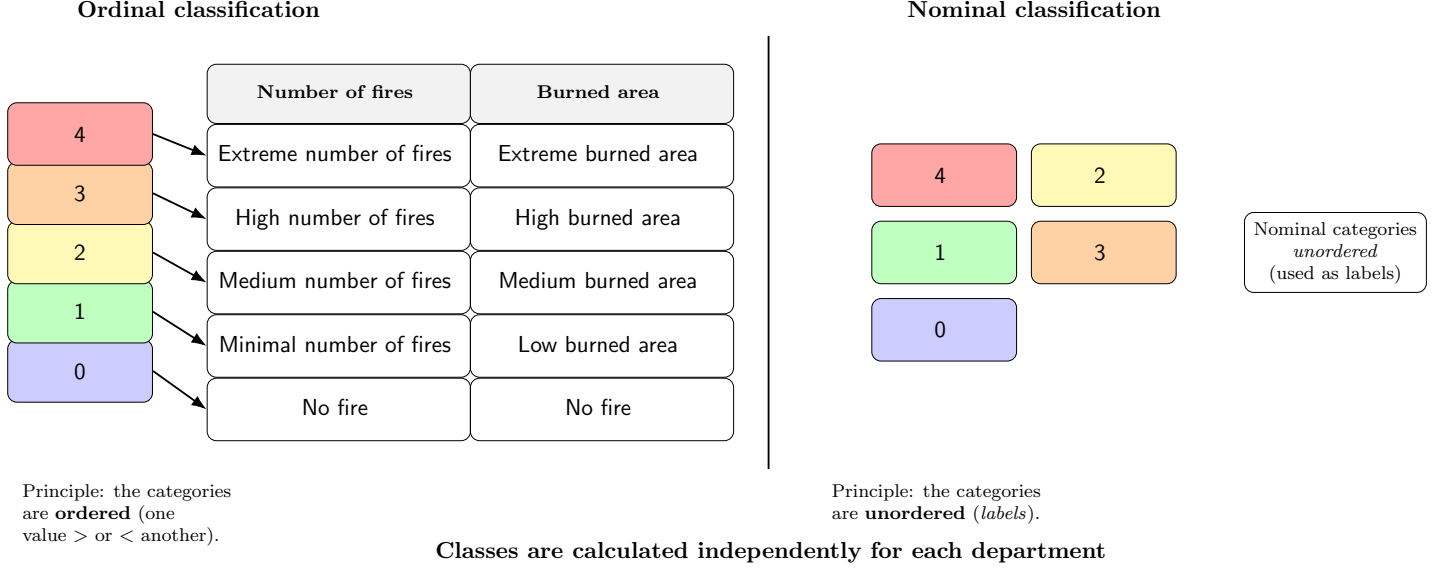 Ordinal classification
Nominal classification
Number of fires
Burned area
4
Extreme number of fires
Extreme burned area
3
High number of fires
High burned area
2
Medium number of fires
Medium burned area
1
Minimal number of fires
Low burned area
0
No fire
No fire
4
2
1
3
0
Nominal categories
unordered
(used as labels)
Principle: the categories
are ordered (one
value > or < another).
Principle: the categories
are unordered (labels).
Classes are calculated independently for each department